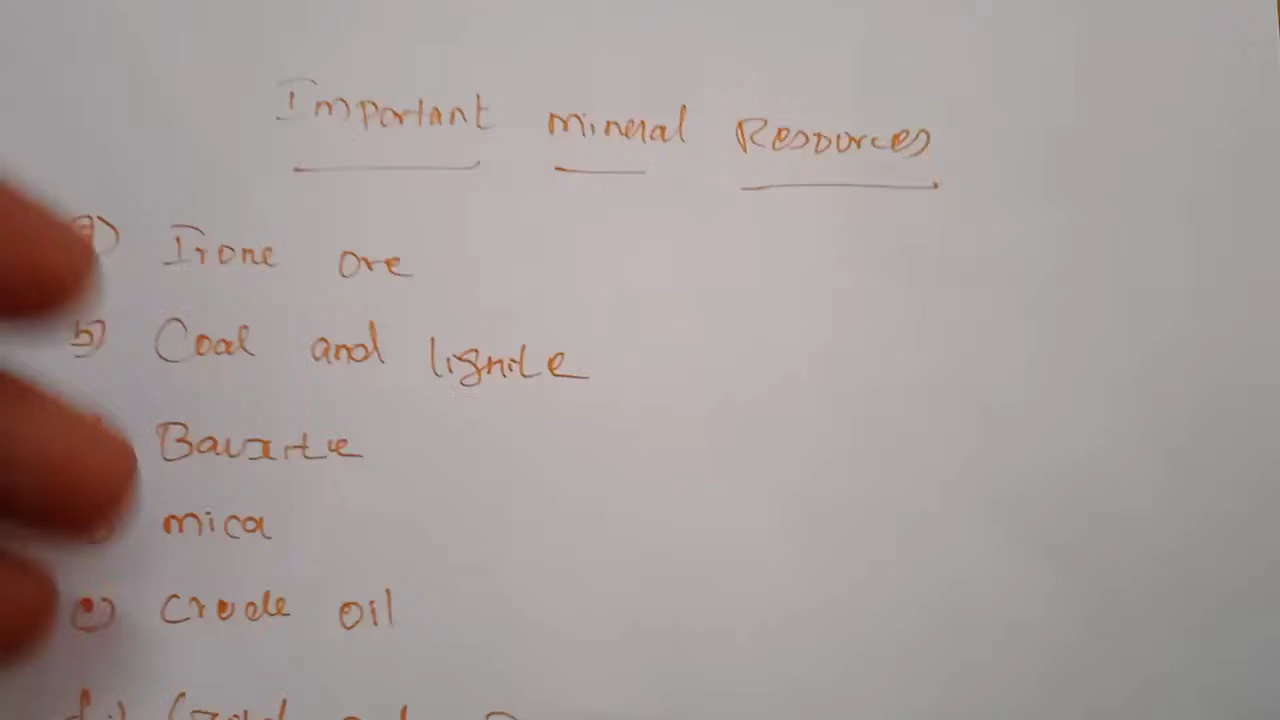 Important mineral Resources
a) Irone ore
b) Coal and lignite
Bauxite
mica
e) Crude oil